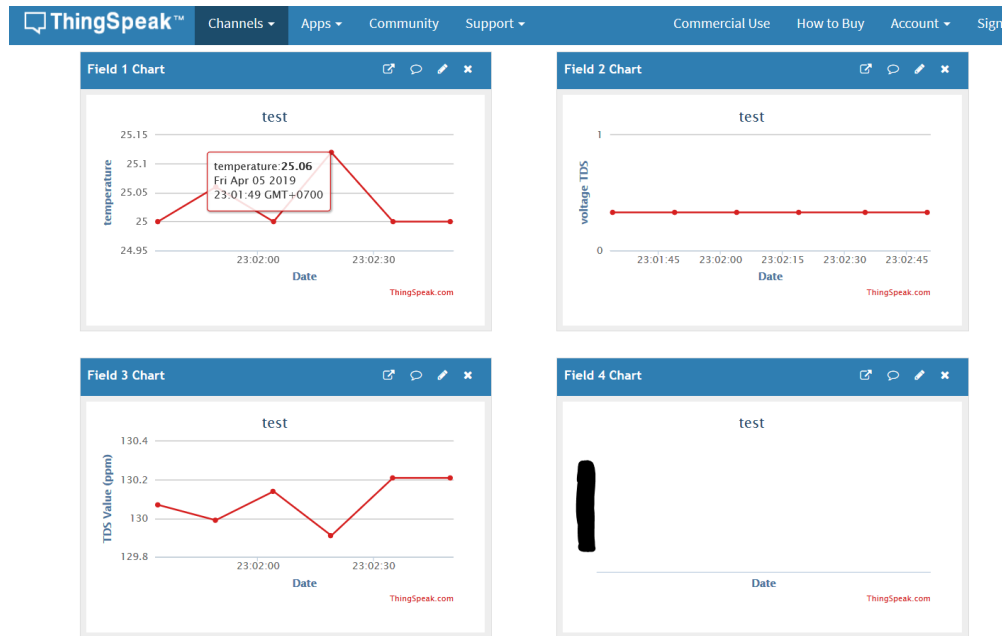 ThingSpeak™ Channels Apps Community Support Commercial Use How to Buy Account Sign
Field 1 Chart
test
temperature
25.15
25.1
25.05
25
24.95
temperature:25.06
Fri Apr 05 2019
23:01:49 GMT+0700
23:02:00 23:02:30
Date
ThingSpeak.com
Field 2 Chart
test
voltage TDS
1
0
23:01:45 23:02:00 23:02:15 23:02:30 23:02:45
Date
ThingSpeak.com
Field 3 Chart
test
TDS Value (ppm)
130.4
130.2
130
129.8
23:02:00 23:02:30
Date
ThingSpeak.com
Field 4 Chart
test
Date
ThingSpeak.com